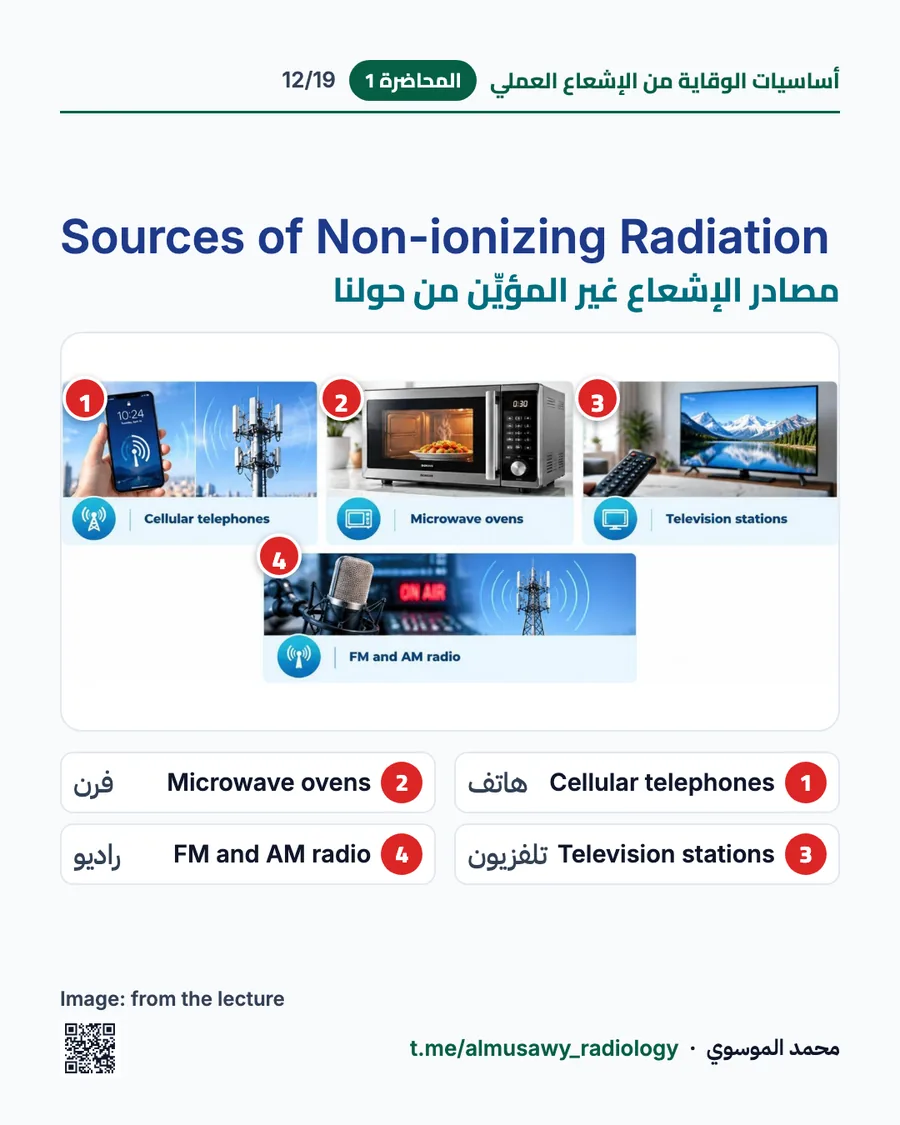 أساسيات الوقاية من الإشعاع العملي المحاضرة 1 12/19
Sources of Non-ionizing Radiation
مصادر الإشعاع غير المؤيِّن من حولنا
1 2 3
10:24
0:30
Cellular telephones
Microwave ovens
Television stations
4
ON AIR
FM and AM radio
1 Cellular telephones هاتف
2 Microwave ovens فرن
3 Television stations تلفزيون
4 FM and AM radio راديو
Image: from the lecture
محمد الموسوي · t.me/almusawy_radiology